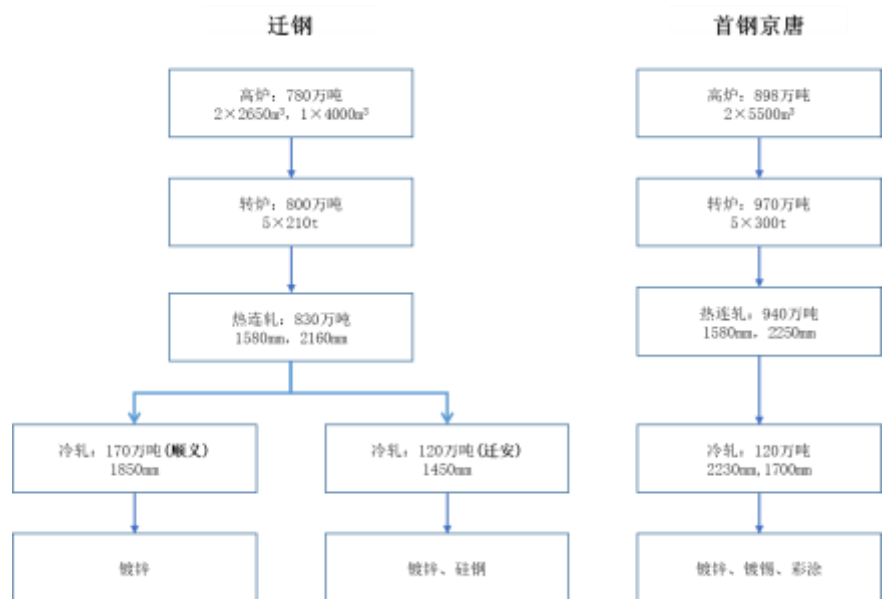 迁钢
高炉：780万吨
2×2650m³，1×4000m³
转炉：800万吨
5×210t
热连轧：830万吨
1580mm，2160mm
冷轧：170万吨(顺义)
1850mm
冷轧：120万吨(迁安)
1450mm
镀锌
镀锌、硅钢
首钢京唐
高炉：898万吨
2×5500m³
转炉：970万吨
5×300t
热连轧：940万吨
1580mm，2250mm
冷轧：120万吨
2230mm,1700mm
镀锌、镀锡、彩涂